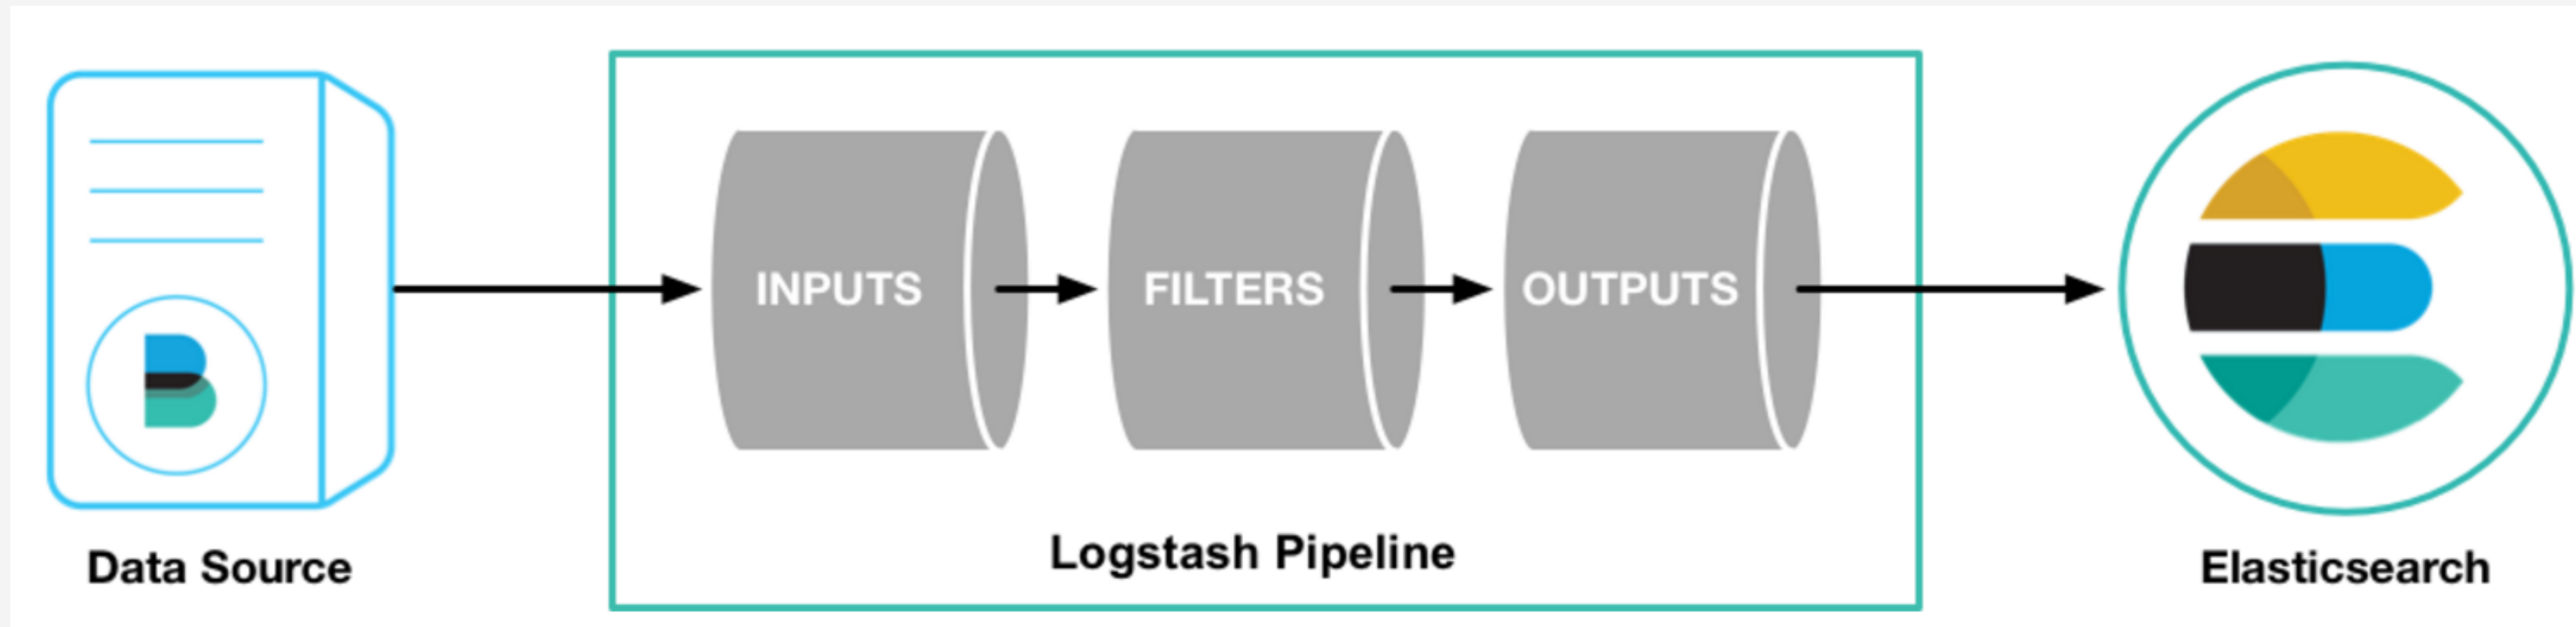 INPUTS
FILTERS
OUTPUTS
Data Source
Logstash Pipeline
Elasticsearch